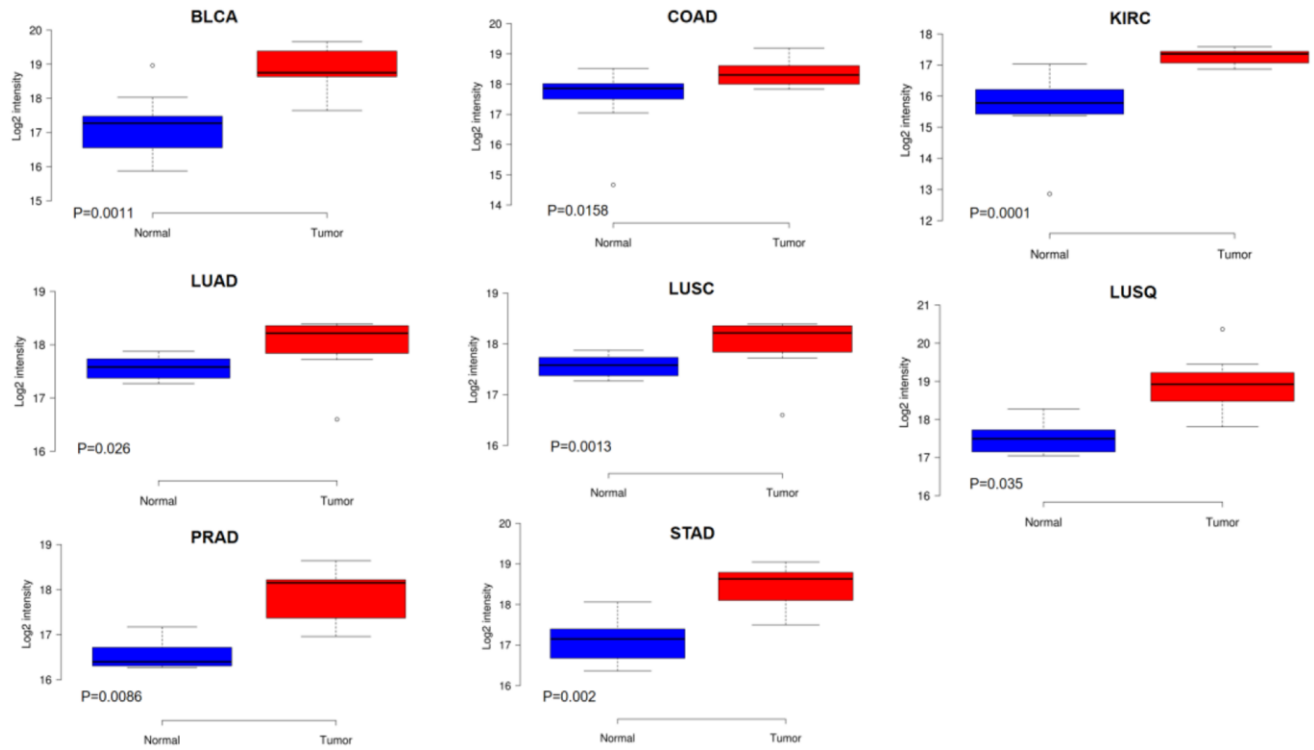 BLCA
Log2 intensity
20
19
18
17
16
15
P=0.0011
Normal Tumor
COAD
Log2 intensity
20
19
18
17
16
15
14
P=0.0158
Normal Tumor
KIRC
Log2 intensity
18
17
16
15
14
13
12
P=0.0001
Normal Tumor
LUAD
Log2 intensity
19
18
17
16
P=0.026
Normal Tumor
LUSC
Log2 intensity
19
18
17
16
P=0.0013
Normal Tumor
LUSQ
Log2 intensity
21
20
19
18
17
16
P=0.035
Normal Tumor
PRAD
Log2 intensity
19
18
17
16
P=0.0086
Normal Tumor
STAD
Log2 intensity
20
19
18
17
16
P=0.002
Normal Tumor